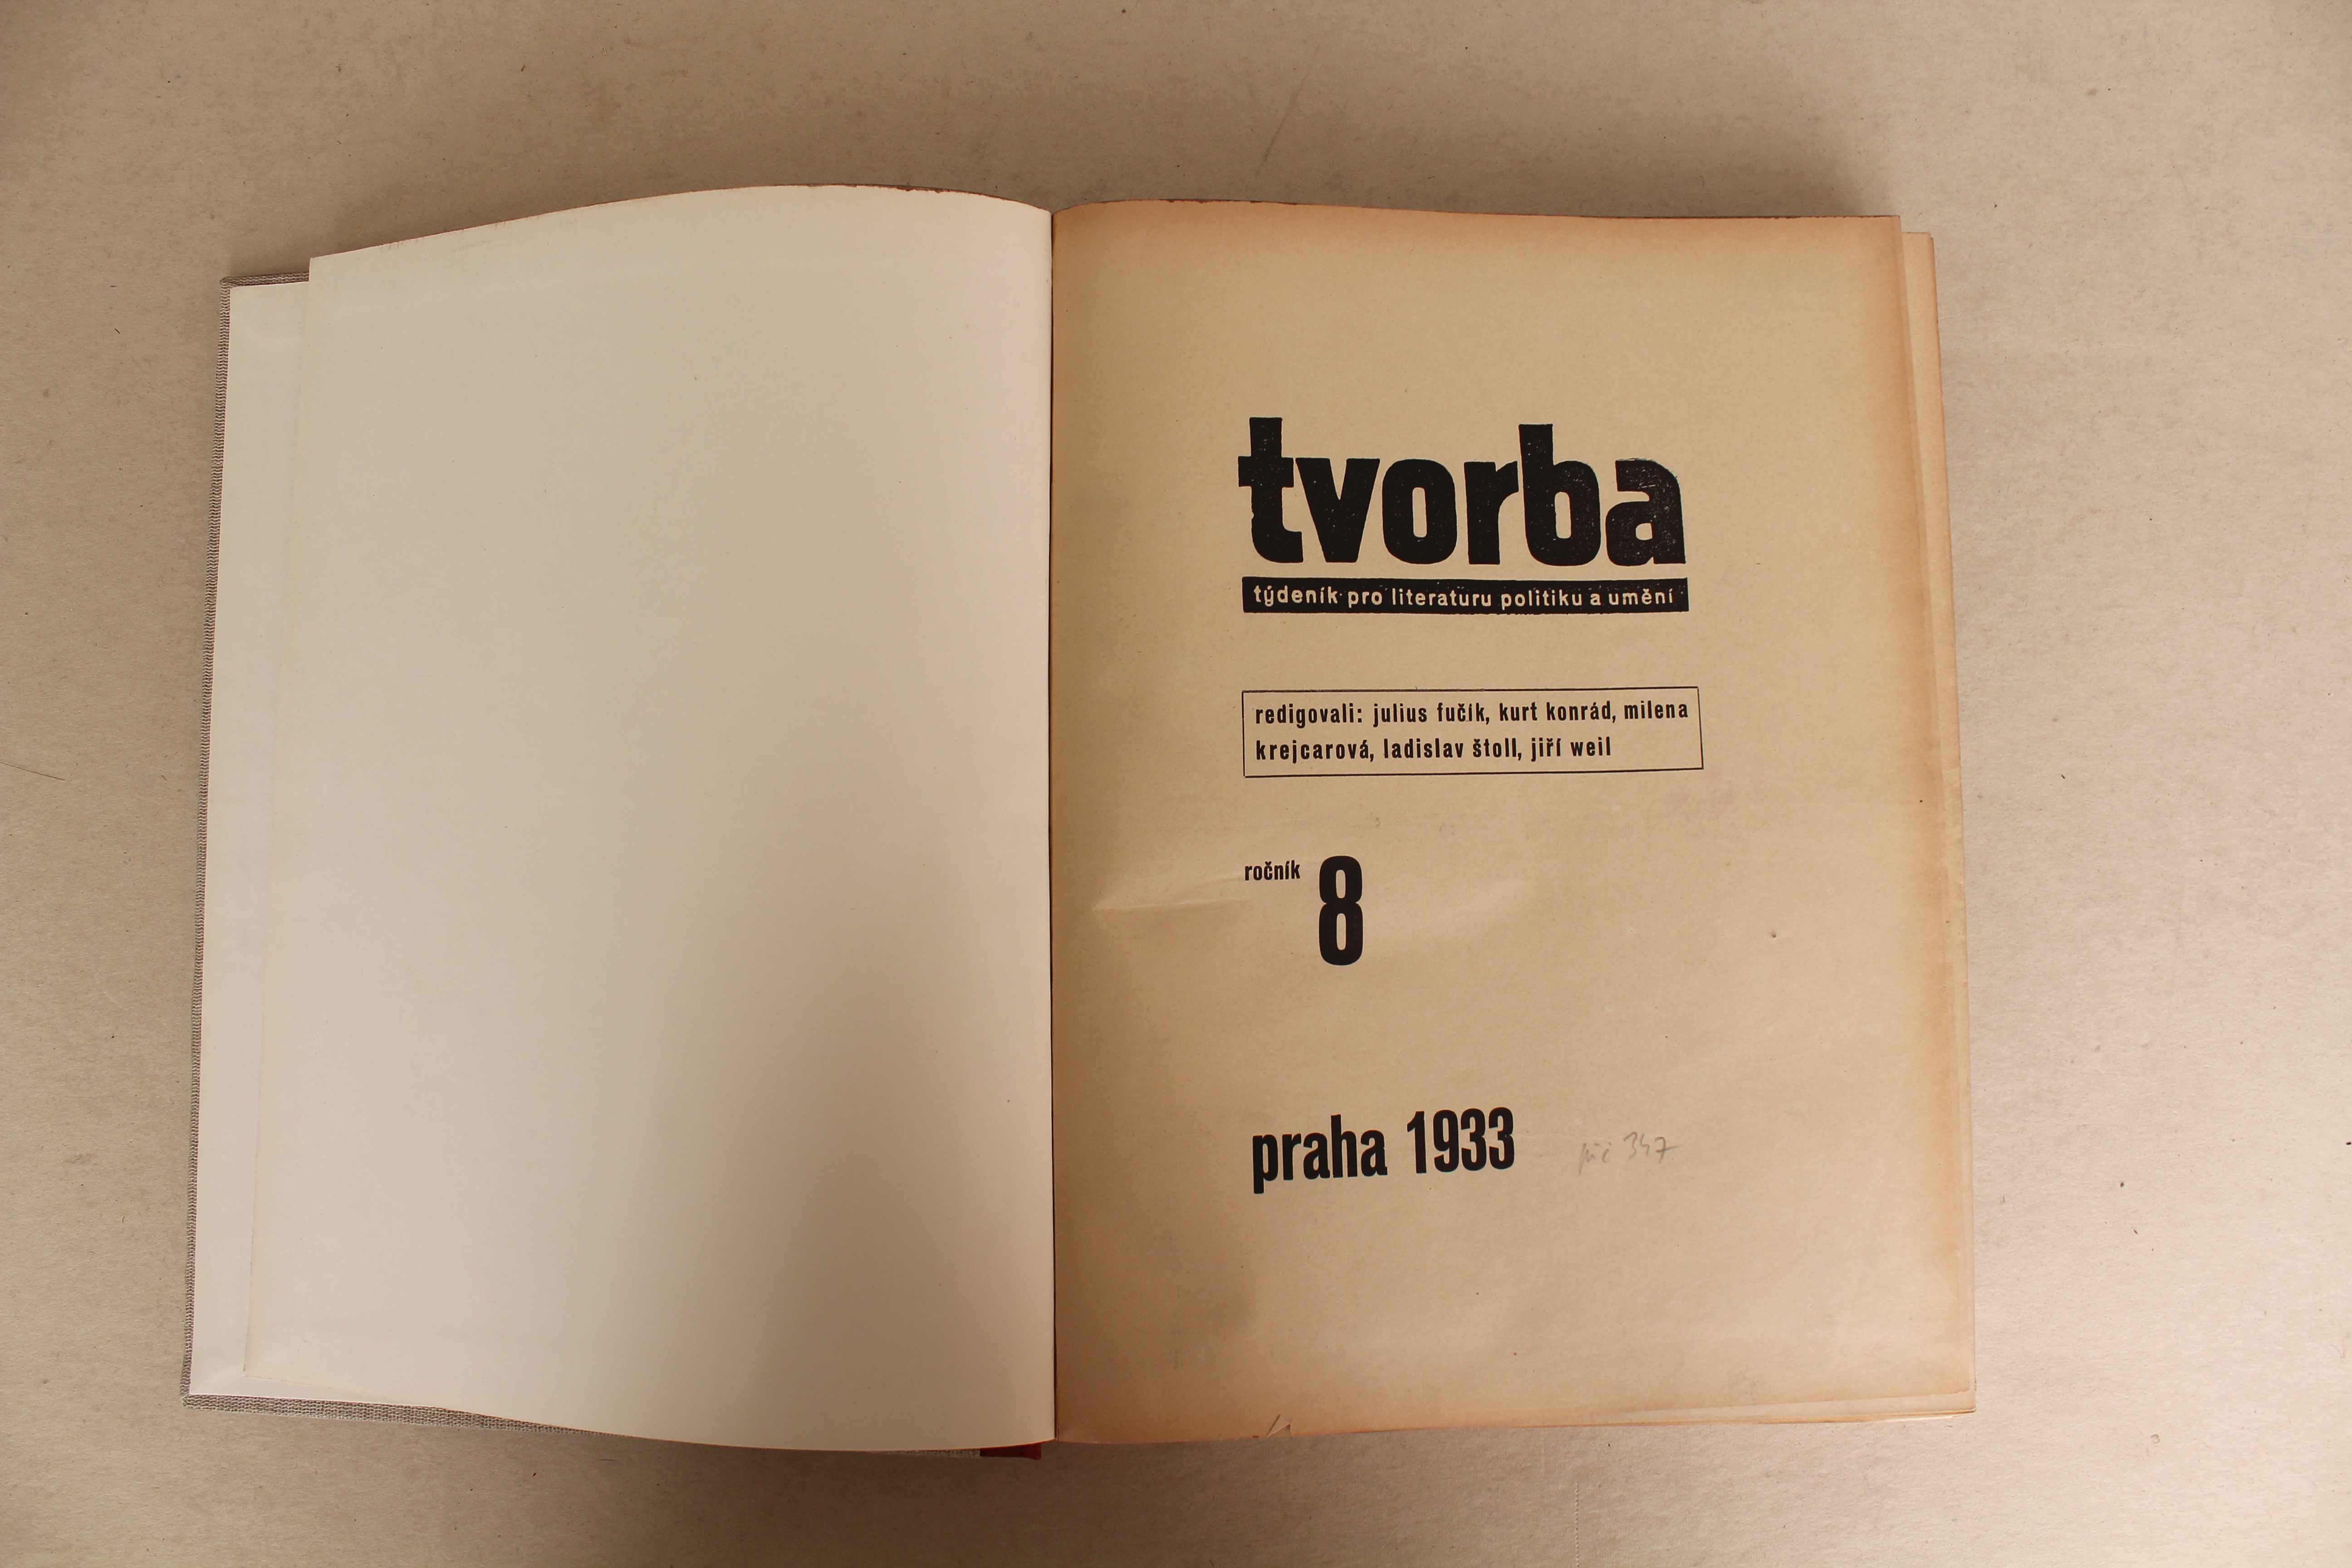 tvorba
týdeník pro literaturu politiku a umění
redigovali: julius fučík, kurt konrád, milena
krejcarová, ladislav štoll, jiří weil
ročník 8
praha 1933 347